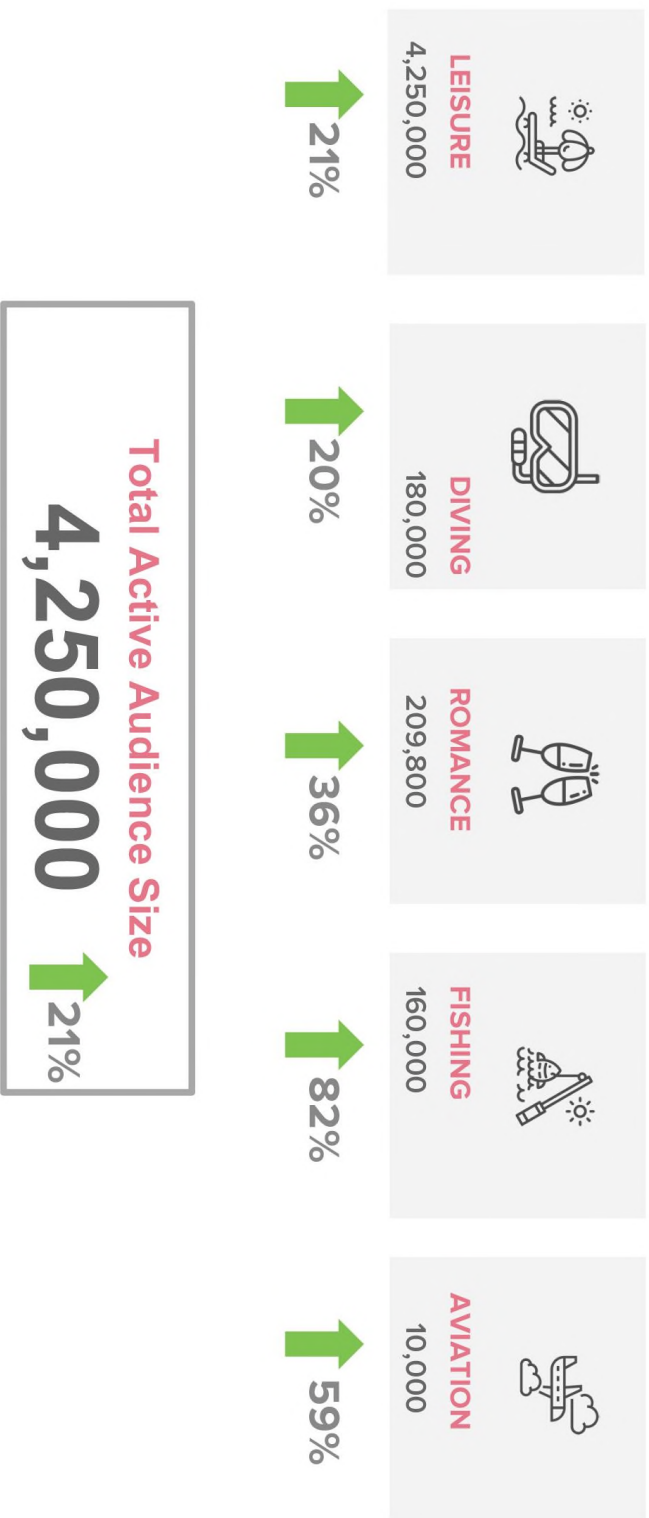 LEISURE
4,250,000
21%
DIVING
180,000
20%
ROMANCE
209,800
36%
FISHING
160,000
82%
AVIATION
10,000
59%
Total Active Audience Size
4,250,000 21%